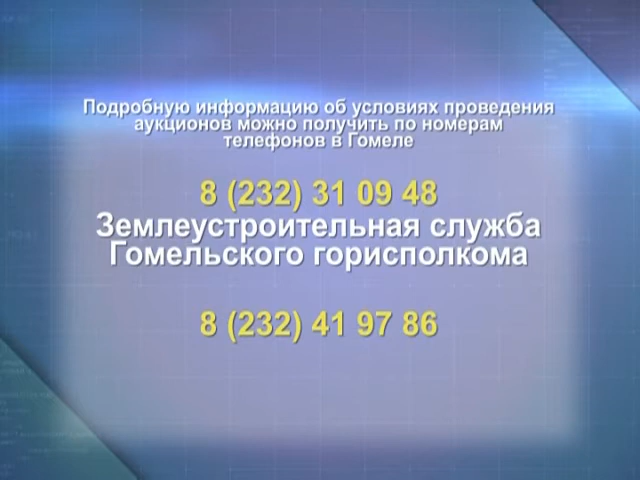 Подробную информацию об условиях проведения
аукционов можно получить по номерам
телефонов в Гомеле
8 (232) 31 09 48
Землеустроительная служба
Гомельского горисполкома
8 (232) 41 97 86